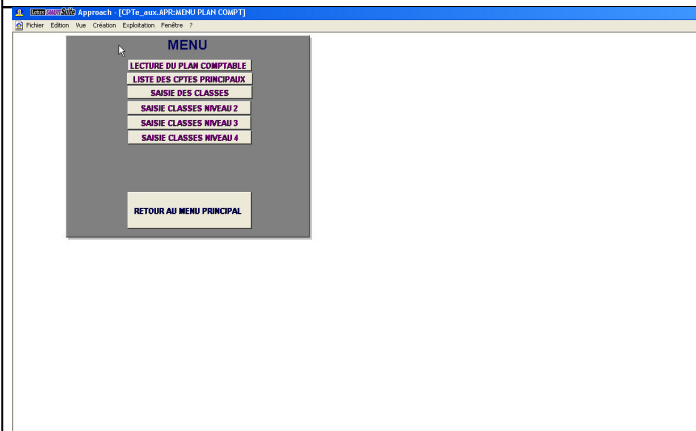 Lotus SMARTSuite Approach - [CPTe_aux.APR:MENU PLAN COMPT]
Fichier Edition Vue Création Exploitation Fenêtre ?
MENU
LECTURE DU PLAN COMPTABLE
LISTE DES CPTES PRINCIPAUX
SAISIE DES CLASSES
SAISIE CLASSES NIVEAU 2
SAISIE CLASSES NIVEAU 3
SAISIE CLASSES NIVEAU 4
RETOUR AU MENU PRINCIPAL